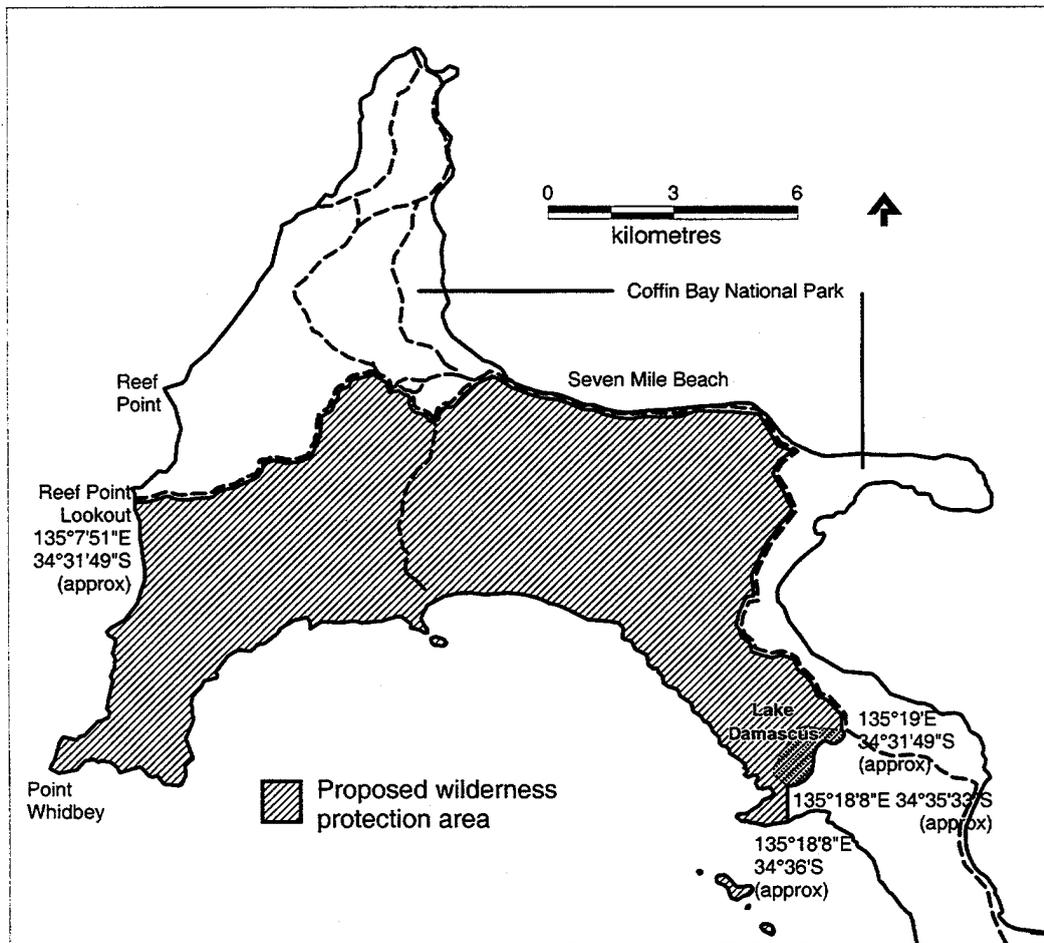 0 3 6
kilometres
Coffin Bay National Park
Reef
Point
Seven Mile Beach
Reef Point
Lookout
135°7'51"E
34°31'49"S
(approx)
Lake
Damascus
135°19'E
34°31'49"S
(approx)
Point
Whidbey
Proposed wilderness
protection area
135°18'8"E 34°35'33"S
(approx)
135°18'8"E
34°36'S
(approx)